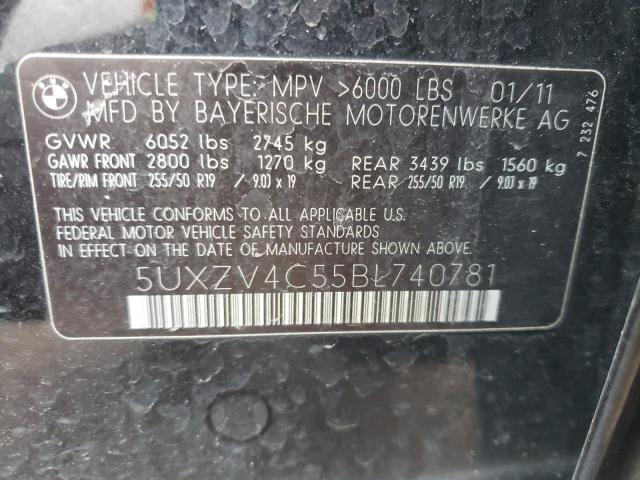 BMW
VEHICLE TYPE: MPV >6000 LBS 01/11
MFD BY BAYERISCHE MOTORENWERKE AG
GVWR 6052 lbs 2745 kg
GAWR FRONT 2800 lbs 1270 kg REAR 3439 lbs 1560 kg
TIRE/RIM FRONT 255/50 R19 / 9.0J x 19 REAR 255/50 R19 / 9.0J x 19
THIS VEHICLE CONFORMS TO ALL APPLICABLE U.S.
FEDERAL MOTOR VEHICLE SAFETY STANDARDS
IN EFFECT ON THE DATE OF MANUFACTURE SHOWN ABOVE.
5UXZV4C55BL740781
7 232 476